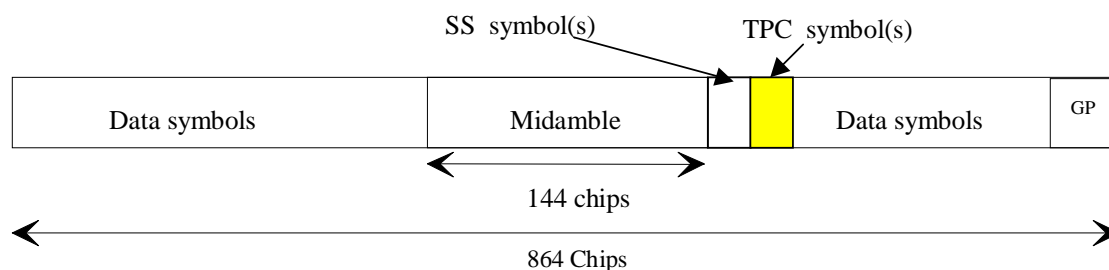 SS symbol(s)
TPC symbol(s)
Data symbols
Midamble
Data symbols
GP
144 chips
864 Chips